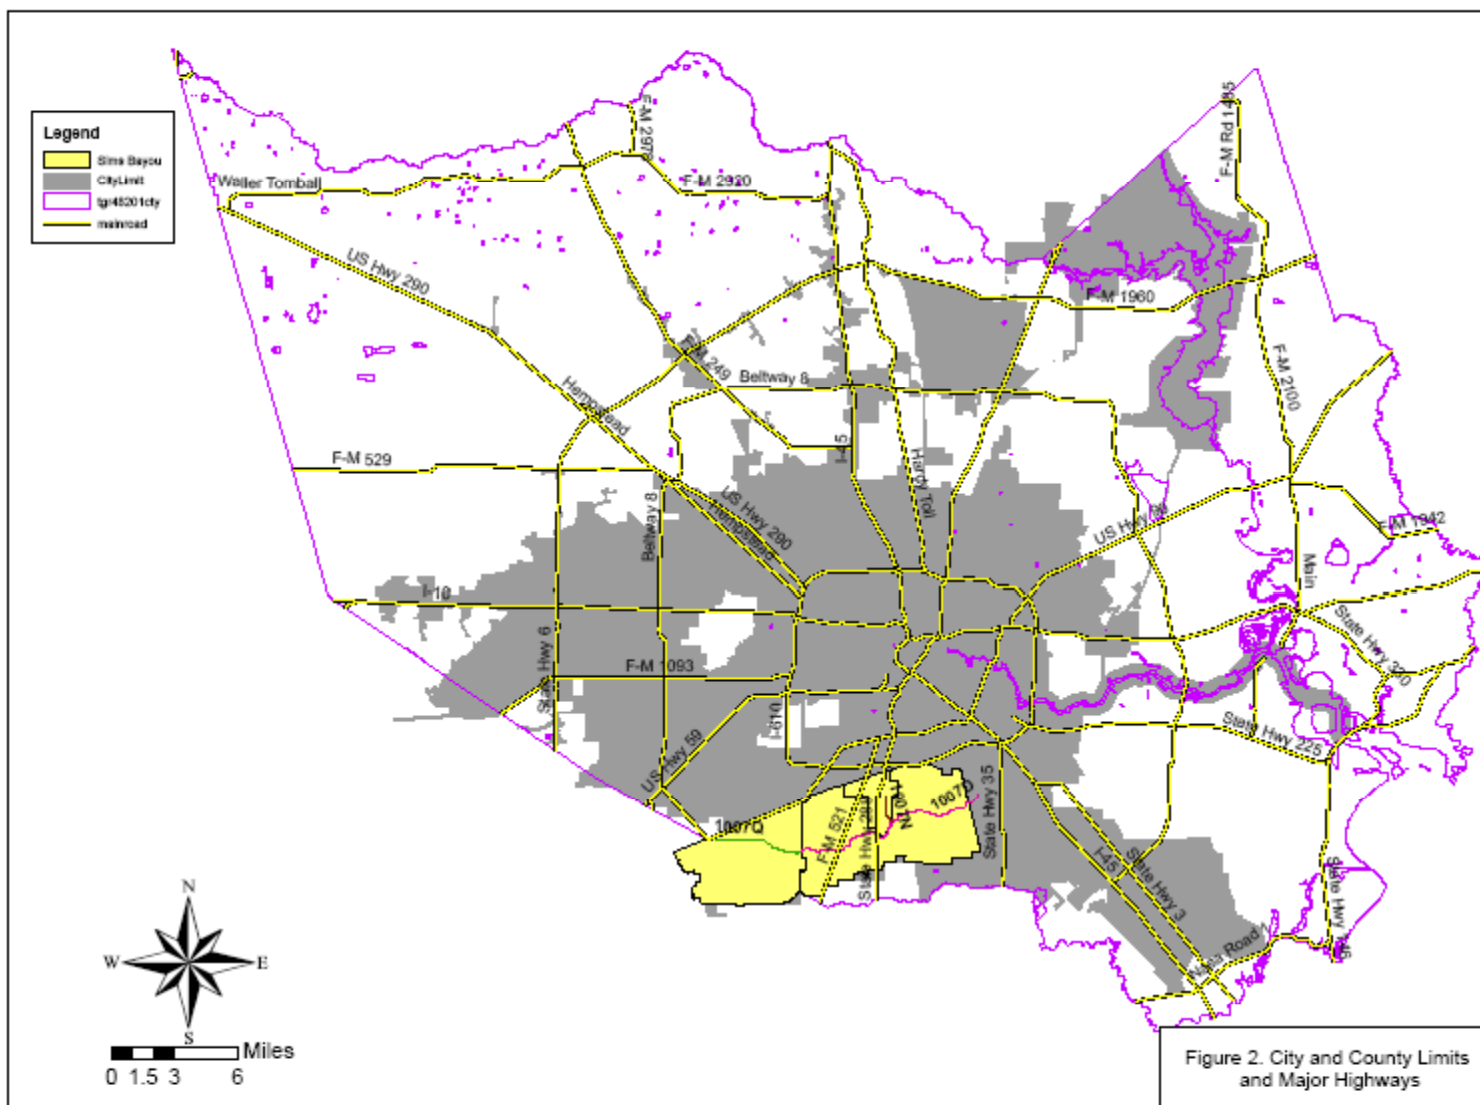 Legend
Sims Bayou
CityLimit
tgr48201cty
mainroad
F-M 2978
F-M Rd 1485
Waller Tomball
F-M 2920
US Hwy 290
F-M 1960
F-M 249
Beltway 8
F-M 2100
Hempstead
I-45
F-M 529
Hardy Toll
Beltway 8
US Hwy 290
Hempstead
US Hwy 90
F-M 1942
Main
I-10
State Hwy 330
State Hwy 6
F-M 1093
I-610
State Hwy 225
US Hwy 59
State Hwy 35
1007Q
F-M 521
State Hwy 288
1007N
1007D
I-45
State Hwy 3
State Hwy 146
Nasa Road 1
N
W
E
S
Miles
0 1.5 3 6
Figure 2. City and County Limits
and Major Highways